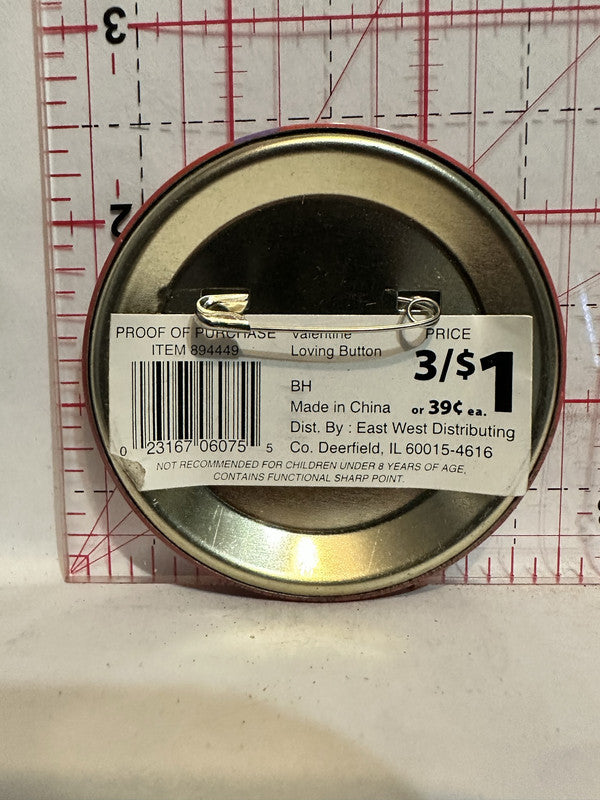 3
2
PROOF OF PURCHASE
ITEM 894449
0 23167 06075 5
Valentine
Loving Button
BH
Made in China
Dist. By : East West Distributing
Co. Deerfield, IL 60015-4616
PRICE
3/$1
or 39¢ ea.
NOT RECOMMENDED FOR CHILDREN UNDER 8 YEARS OF AGE,
CONTAINS FUNCTIONAL SHARP POINT.